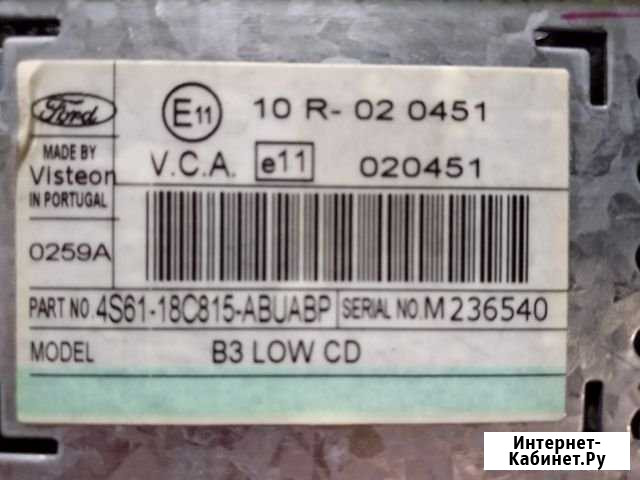 Ford
E11 10 R- 02 0451
MADE BY
Visteon
IN PORTUGAL
V.C.A. e11 020451
0259A
PART NO. 4S61-18C815-ABUABP SERIAL NO. M 236540
MODEL B3 LOW CD
Интернет-
Кабинет.Ру